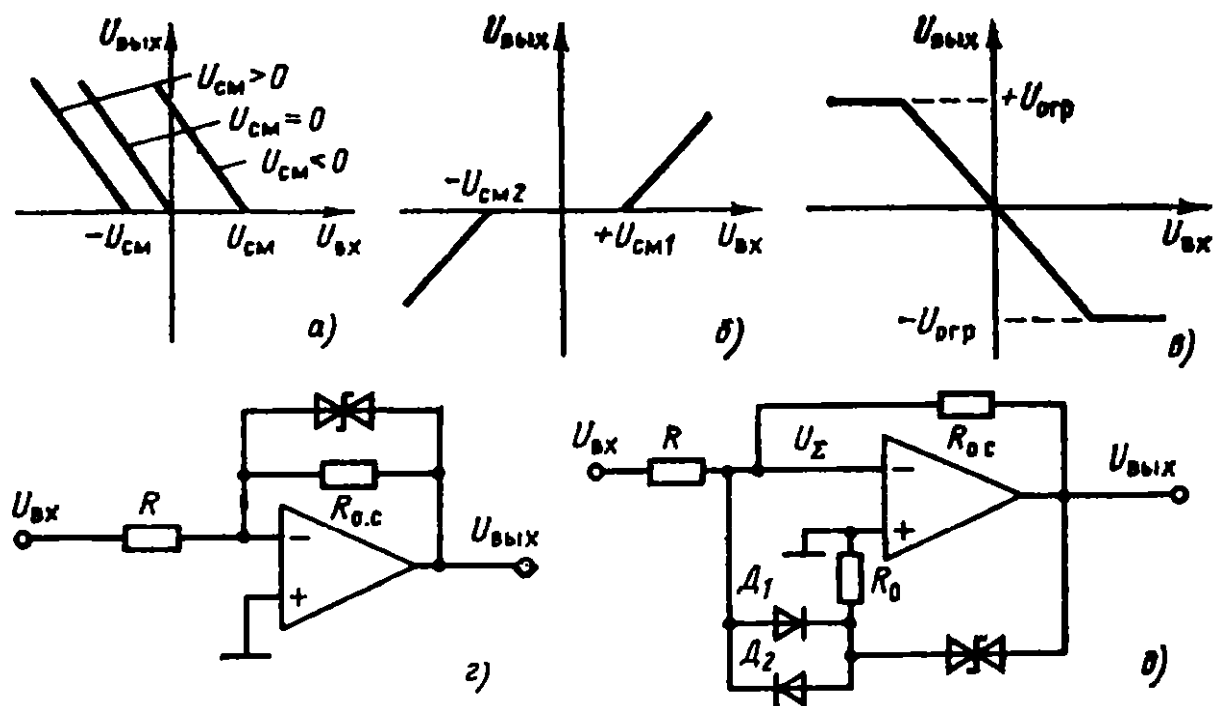 Uвых
Uсм>0
Uсм=0
Uсм<0
-Uсм
Uсм
Uвх
а)
Uвых
-Uсм2
+Uсм1
Uвх
б)
Uвых
+Uогр
Uвх
-Uогр
в)
Uвх
R
Rо.с
Uвых
-
+
г)
Uвх
R
UΣ
Rо.с
Uвых
-
+
R0
Д1
Д2
д)